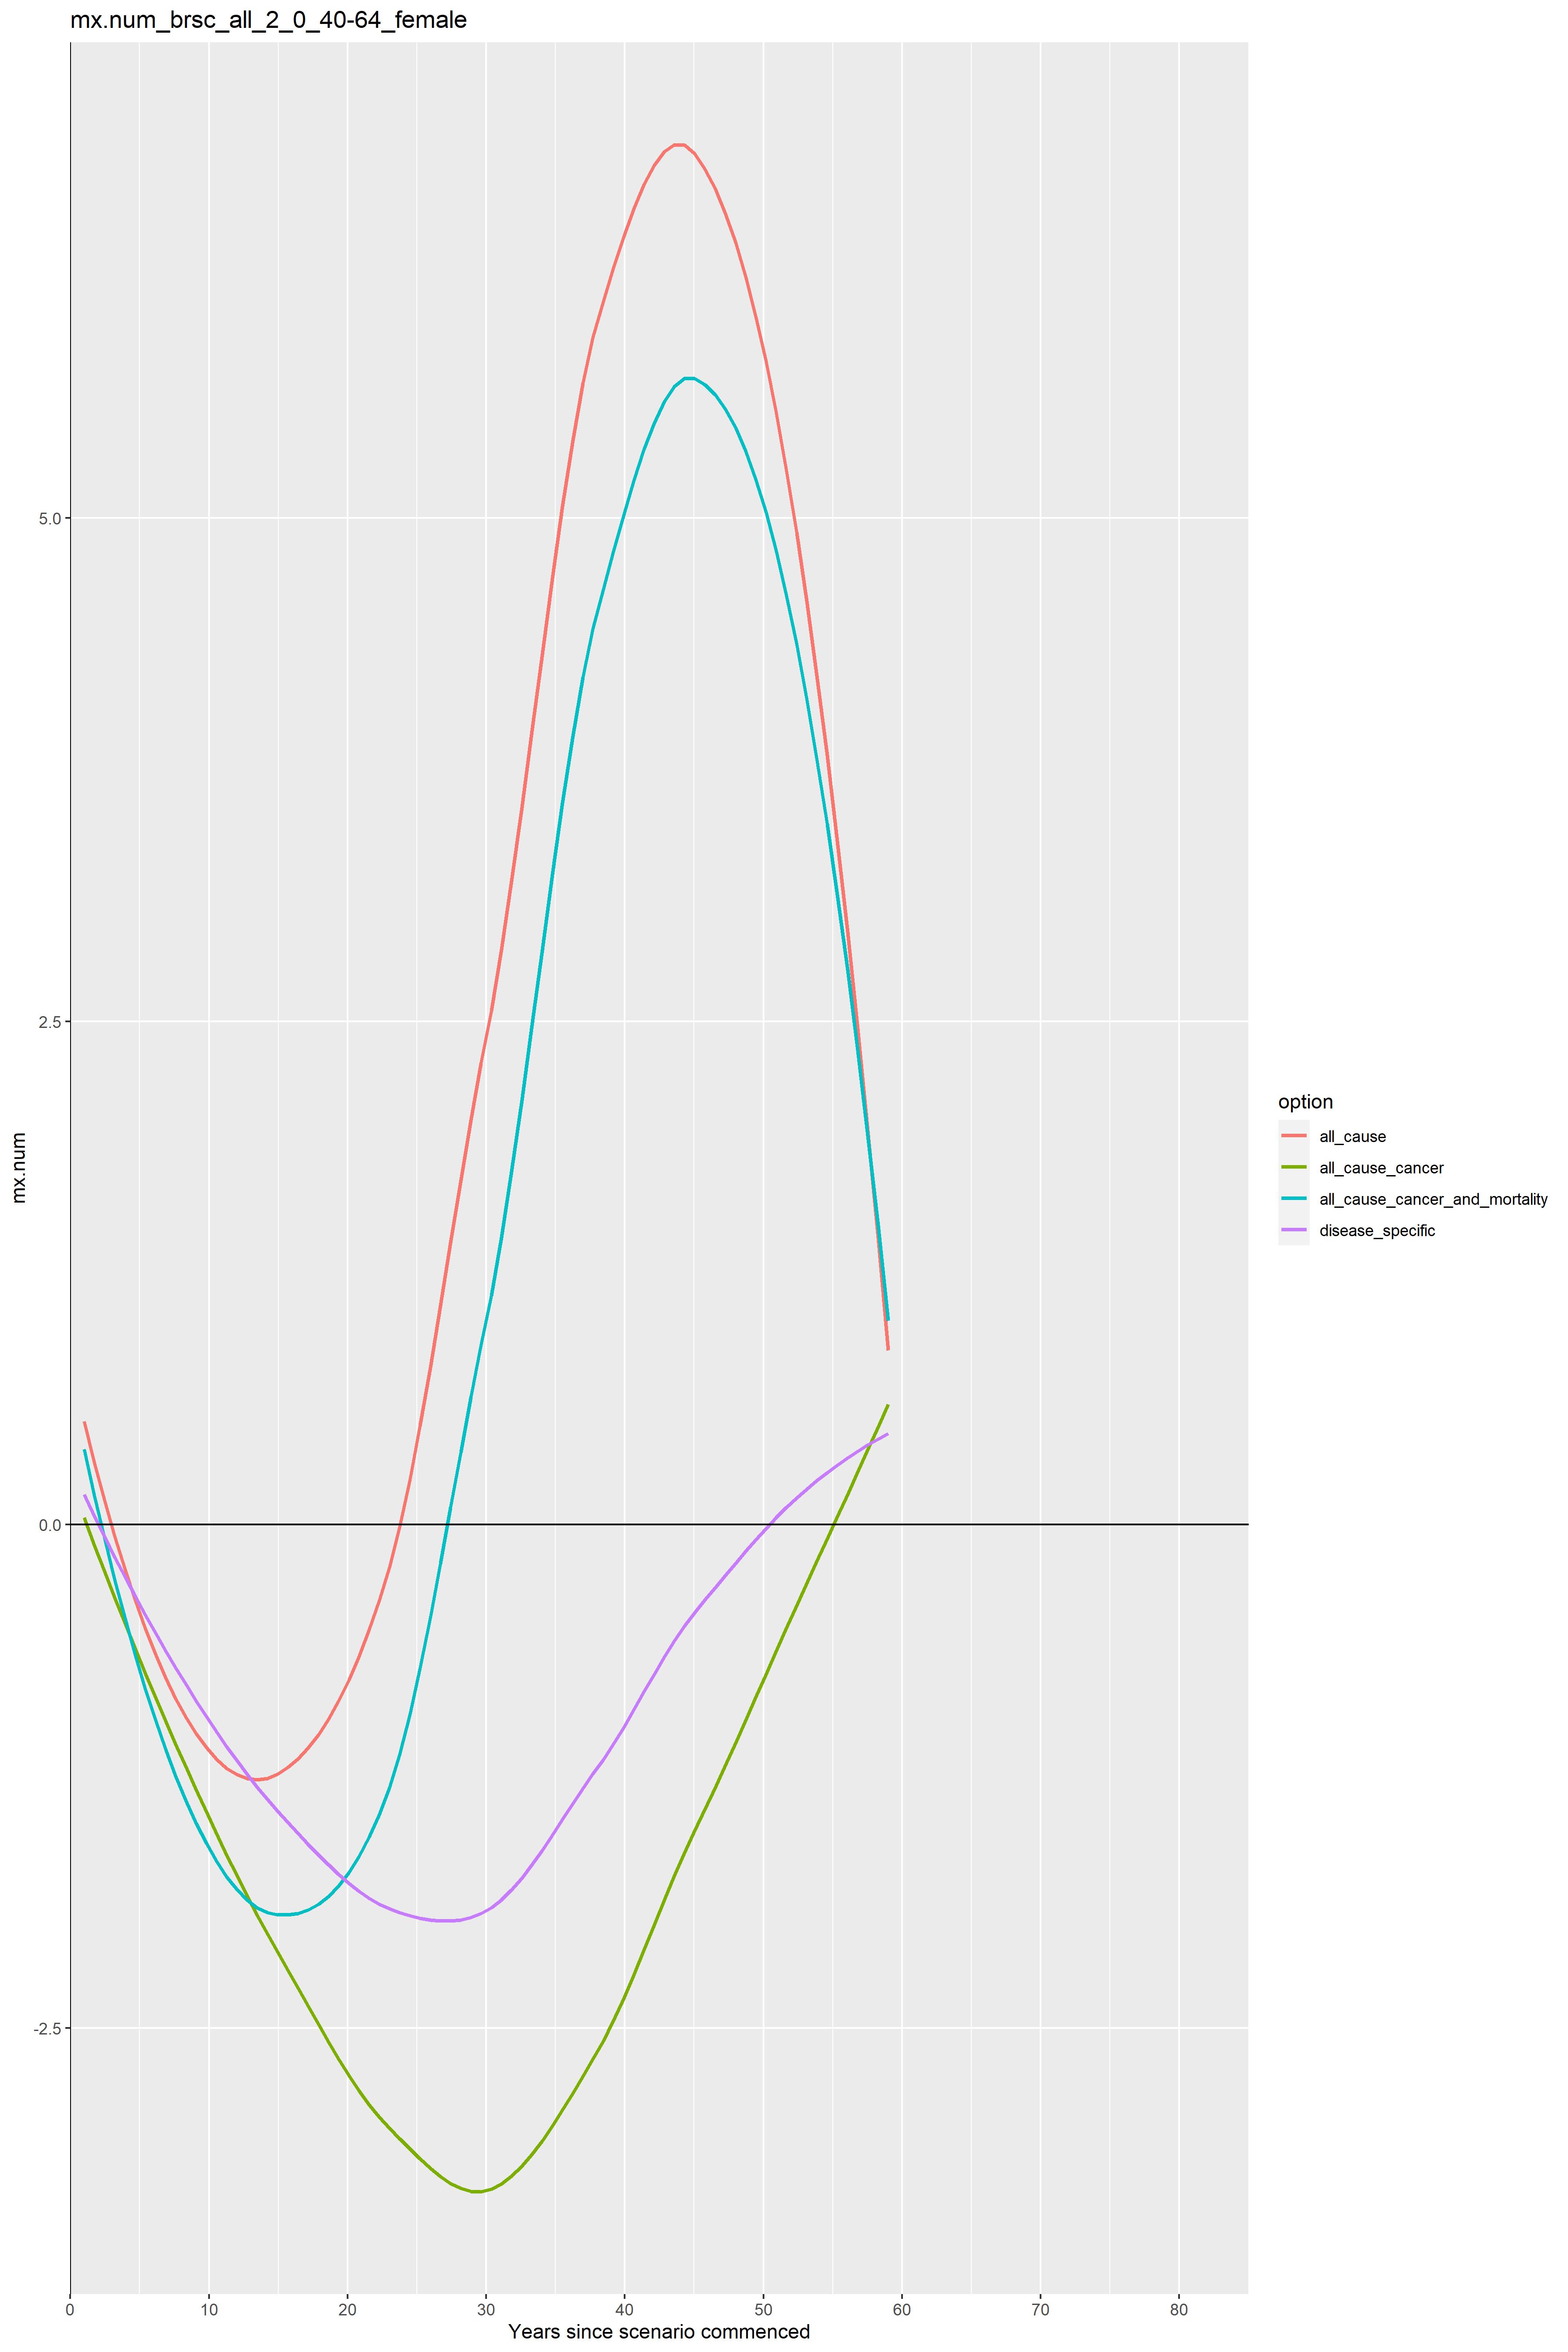 mx.num_brsc_all_2_0_40-64_female
mx.num
5.0
2.5
0.0
-2.5
0 10 20 30 40 50 60 70 80
Years since scenario commenced
option
all_cause
all_cause_cancer
all_cause_cancer_and_mortality
disease_specific